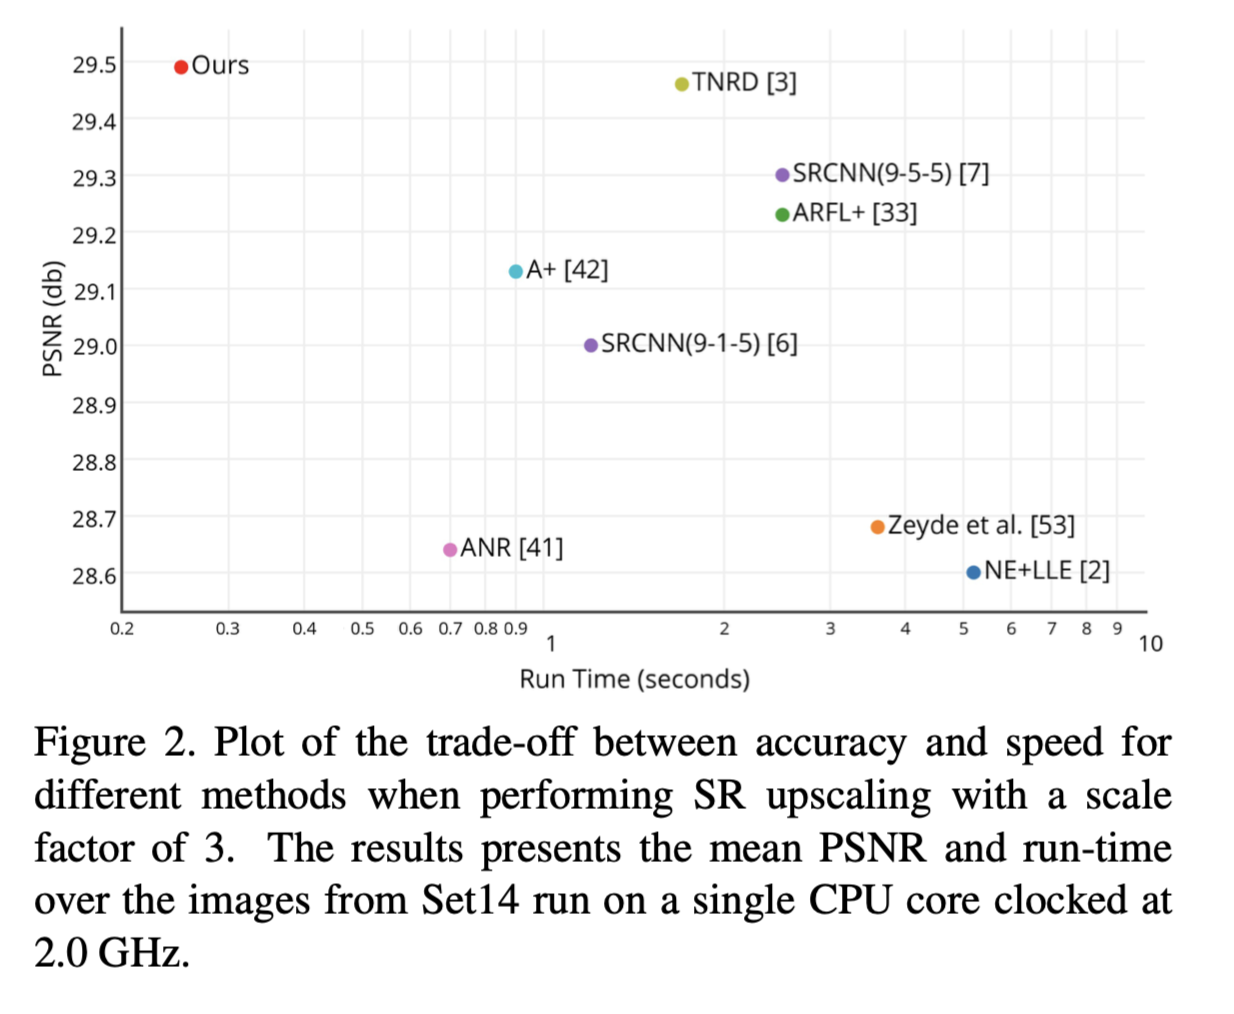 29.5
Ours
TNRD [3]
29.4
SRCNN(9-5-5) [7]
29.3
ARFL+ [33]
29.2
A+ [42]
29.1
PSNR (db)
SRCNN(9-1-5) [6]
29.0
28.9
28.8
28.7
Zeyde et al. [53]
ANR [41]
28.6
NE+LLE [2]
0.2 0.3 0.4 0.5 0.6 0.7 0.8 0.9 1 2 3 4 5 6 7 8 9 10
Run Time (seconds)
Figure 2. Plot of the trade-off between accuracy and speed for
different methods when performing SR upscaling with a scale
factor of 3. The results presents the mean PSNR and run-time
over the images from Set14 run on a single CPU core clocked at
2.0 GHz.